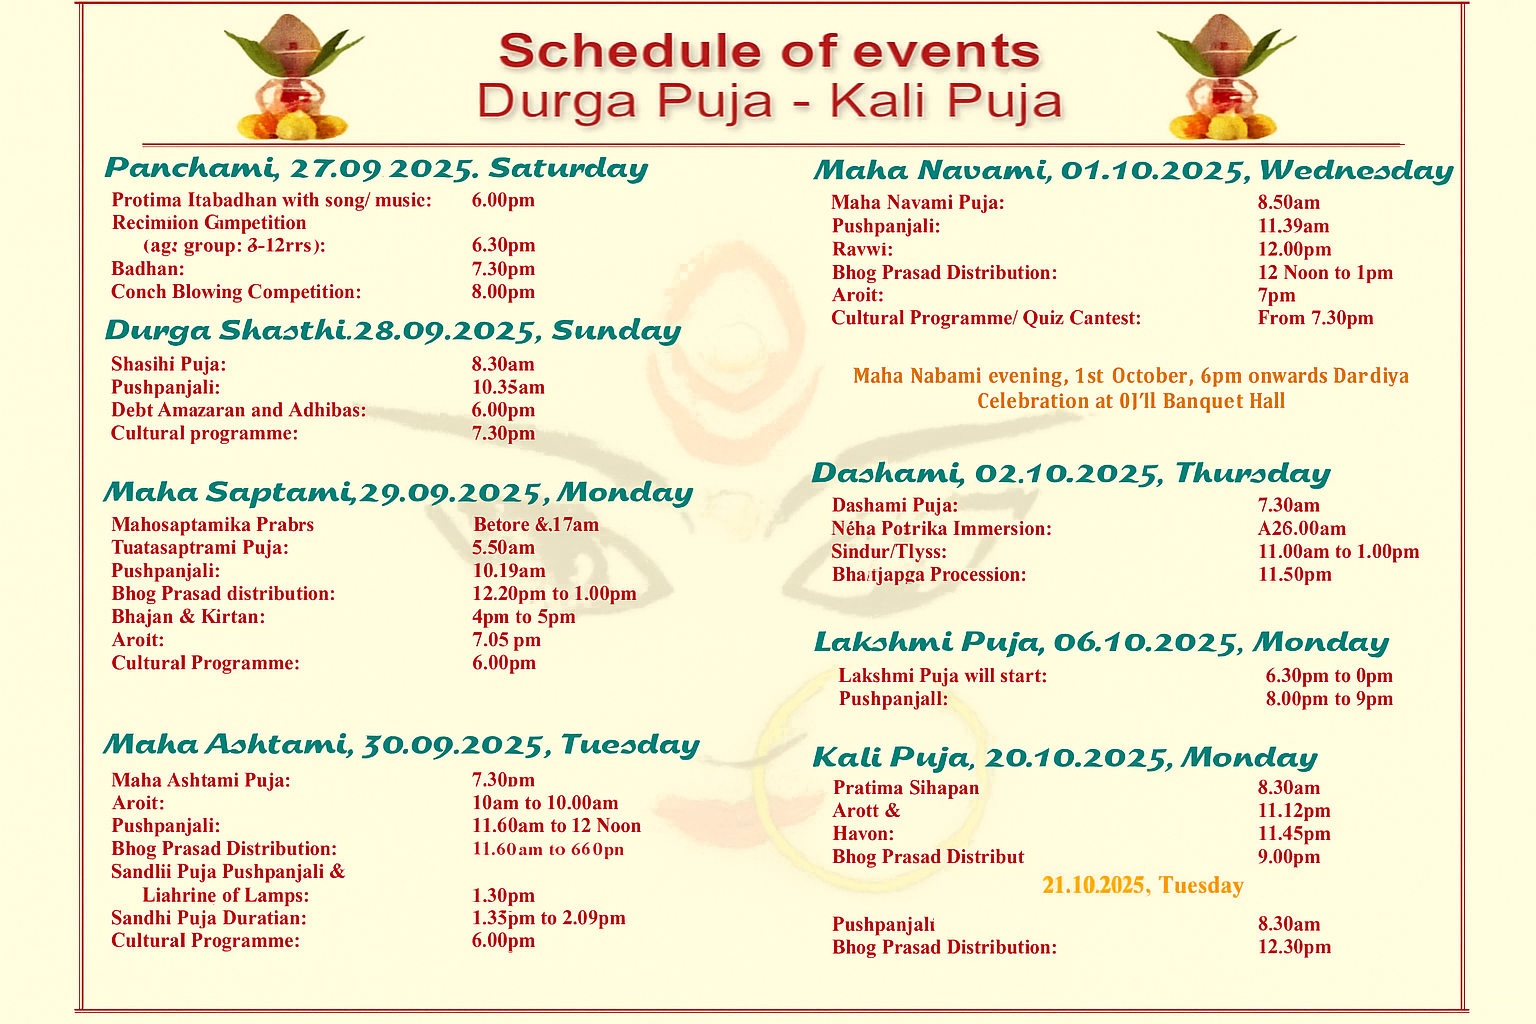 Schedule of events
Durga Puja - Kali Puja
Panchami, 27.09 2025. Saturday
Protima Itabadhan with song/ music: 6.00pm
Recimiion Gimpetition
(age group: 3-12rrs): 6.30pm
Badhan: 7.30pm
Conch Blowing Competition: 8.00pm
Durga Shasthi.28.09.2025, Sunday
Shasihi Puja: 8.30am
Pushpanjali: 10.35am
Debt Amazaran and Adhibas: 6.00pm
Cultural programme: 7.30pm
Maha Saptami,29.09.2025, Monday
Mahosaptamika Prabrs Betore &.17am
Tuatasaptrami Puja: 5.50am
Pushpanjali: 10.19am
Bhog Prasad distribution: 12.20pm to 1.00pm
Bhajan & Kirtan: 4pm to 5pm
Aroit: 7.05 pm
Cultural Programme: 6.00pm
Maha Ashtami, 30.09.2025, Tuesday
Maha Ashtami Puja: 7.30pm
Aroit: 10am to 10.00am
Pushpanjali: 11.60am to 12 Noon
Bhog Prasad Distribution: 11.60am to 660pn
Sandlii Puja Pushpanjali &
Liahrine of Lamps: 1.30pm
Sandhi Puja Duratian: 1.35pm to 2.09pm
Cultural Programme: 6.00pm
Maha Navami, 01.10.2025, Wednesday
Maha Navami Puja: 8.50am
Pushpanjali: 11.39am
Ravwi: 12.00pm
Bhog Prasad Distribution: 12 Noon to 1pm
Aroit: 7pm
Cultural Programme/ Quiz Cantest: From 7.30pm
Maha Nabami evening, 1st October, 6pm onwards Dardiya
Celebration at 0J'll Banquet Hall
Dashami, 02.10.2025, Thursday
Dashami Puja: 7.30am
Néha Potrika Immersion: A26.00am
Sindur/Tlyss: 11.00am to 1.00pm
Bhatjapga Procession: 11.50pm
Lakshmi Puja, 06.10.2025, Monday
Lakshmi Puja will start: 6.30pm to 0pm
Pushpanjall: 8.00pm to 9pm
Kali Puja, 20.10.2025, Monday
Pratima Sihapan 8.30am
Arott & 11.12pm
Havon: 11.45pm
Bhog Prasad Distribut 9.00pm
21.10.2025, Tuesday
Pushpanjalt 8.30am
Bhog Prasad Distribution: 12.30pm